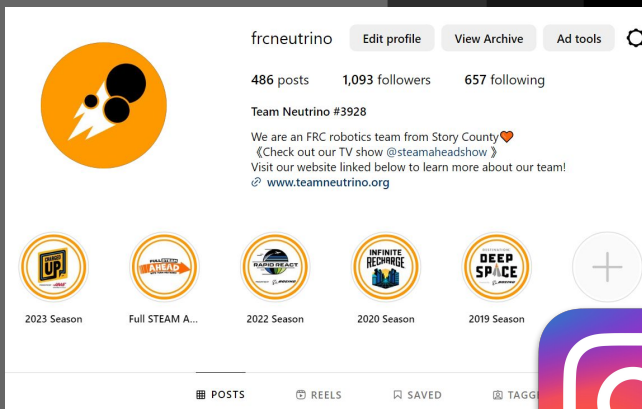 frcneutrino Edit profile View Archive Ad tools
486 posts 1,093 followers 657 following
Team Neutrino #3928
We are an FRC robotics team from Story County🧡
《Check out our TV show @steamaheadshow 》
Visit our website linked below to learn more about our team!
www.teamneutrino.org
CHARGED UP
FULL STEAM AHEAD
RAPID REACT
BOEING
INFINITE RECHARGE
DESTINATION
DEEP SPACE
BOEING
2023 Season Full STEAM A... 2022 Season 2020 Season 2019 Season
POSTS REELS SAVED TAGG